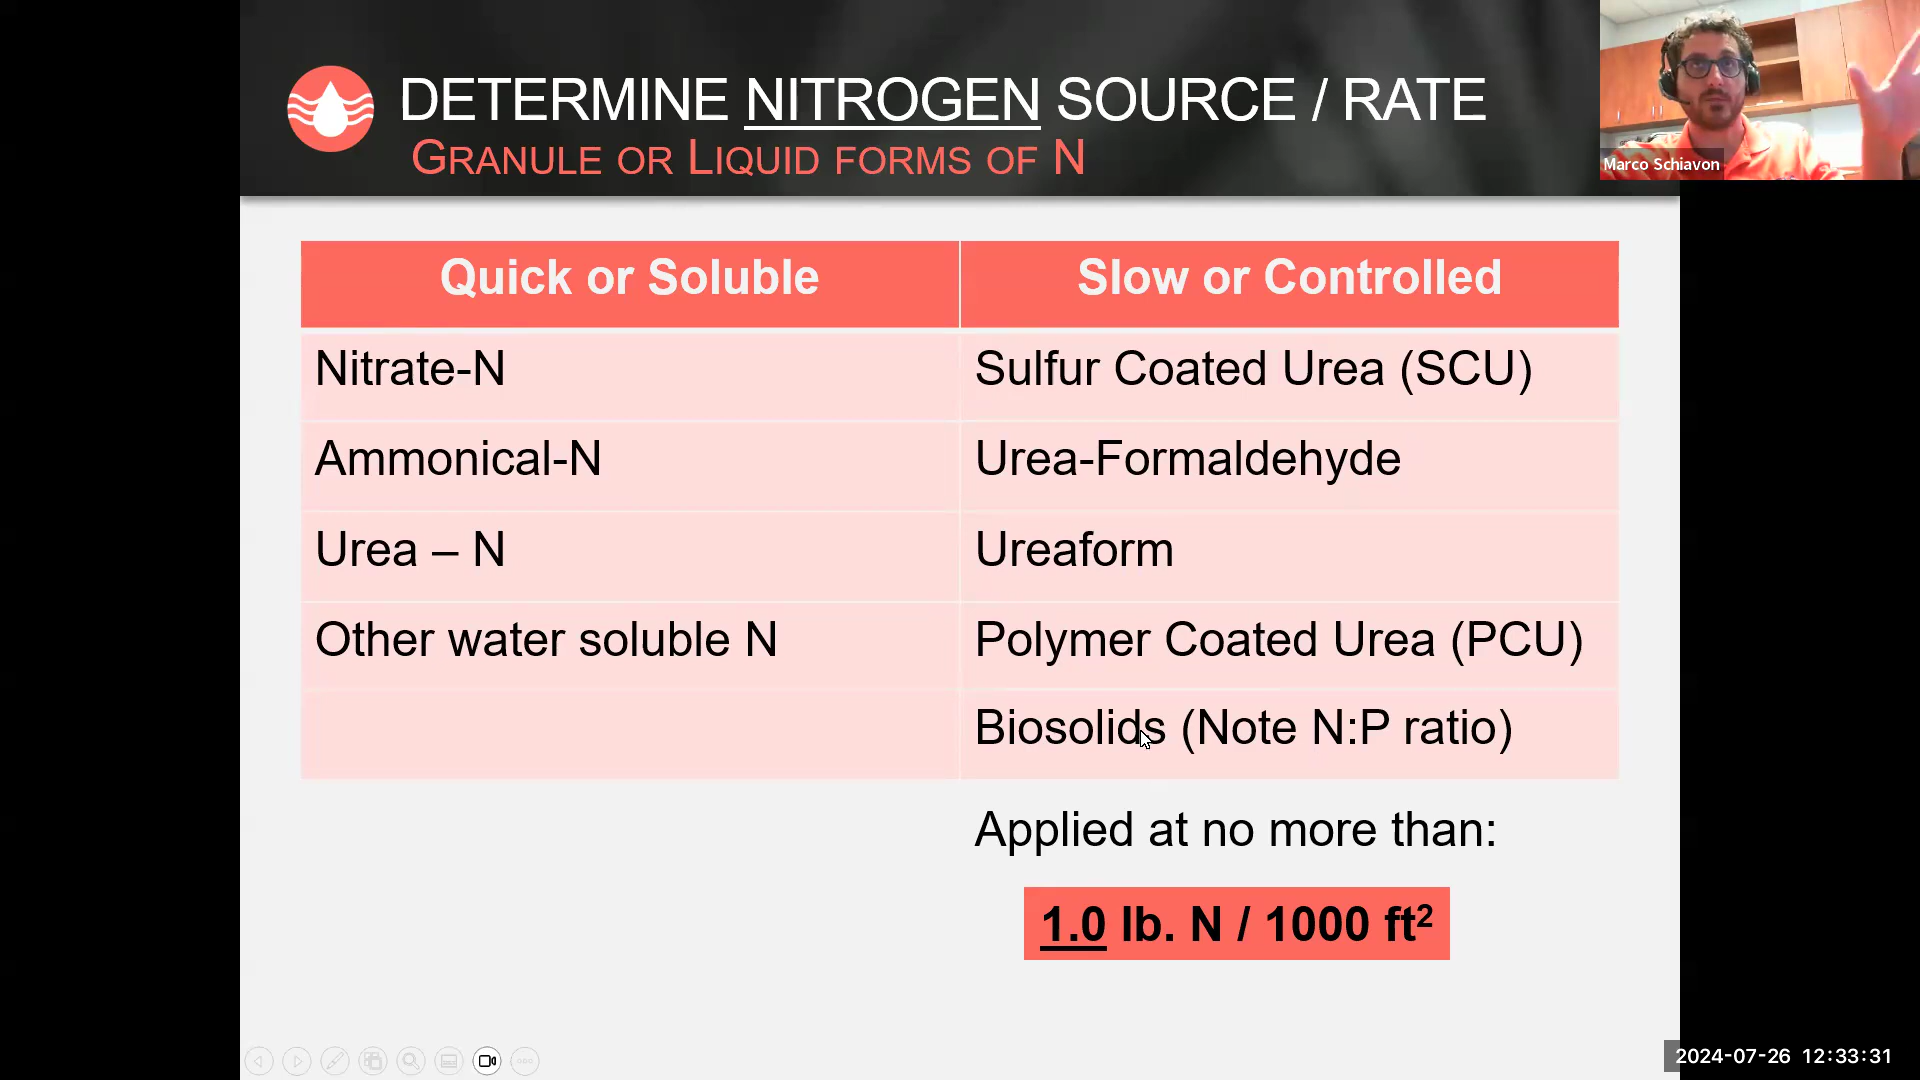 DETERMINE NITROGEN SOURCE / RATE
GRANULE OR LIQUID FORMS OF N
Marco Schiavon
Quick or Soluble
Slow or Controlled
Nitrate-N
Sulfur Coated Urea (SCU)
Ammonical-N
Urea-Formaldehyde
Urea – N
Ureaform
Other water soluble N
Polymer Coated Urea (PCU)
Biosolids (Note N:P ratio)
Applied at no more than:
1.0 lb. N / 1000 ft²
2024-07-26 12:33:31